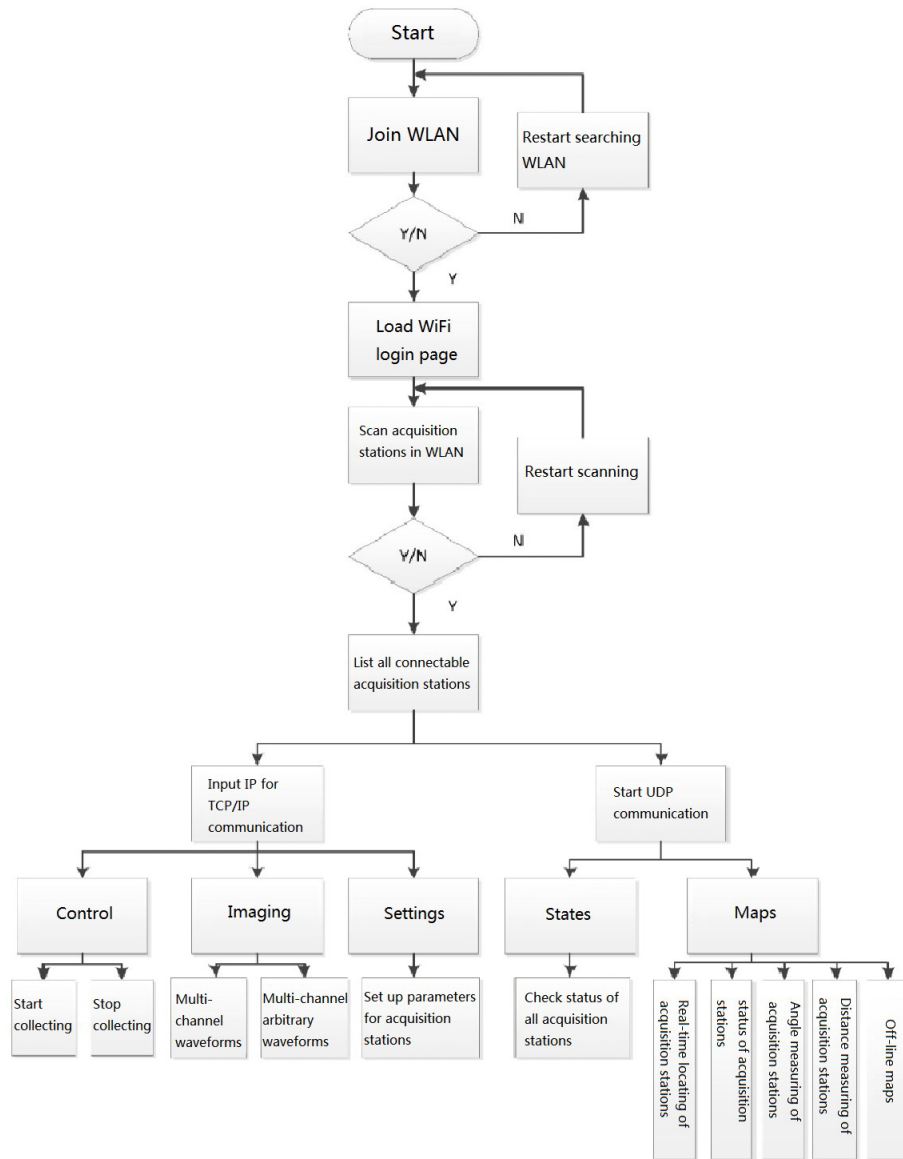 Start
Join WLAN
Restart searching
WLAN
Y/N
N
Y
Load WiFi
login page
Scan acquisition
stations in WLAN
Restart scanning
Y/N
N
Y
List all connectable
acquisition stations
Input IP for
TCP/IP
communication
Start UDP
communication
Control
Imaging
Settings
States
Maps
Start
collecting
Stop
collecting
Multi-
channel
waveforms
Multi-channel
arbitrary
waveforms
Set up parameters
for acquisition
stations
Check status of
all acquisition
stations
Real-time locating of
acquisition stations
status of acquisition
stations
Angle measuring of
acquisition stations
Distance measuring of
acquisition stations
Off-line maps